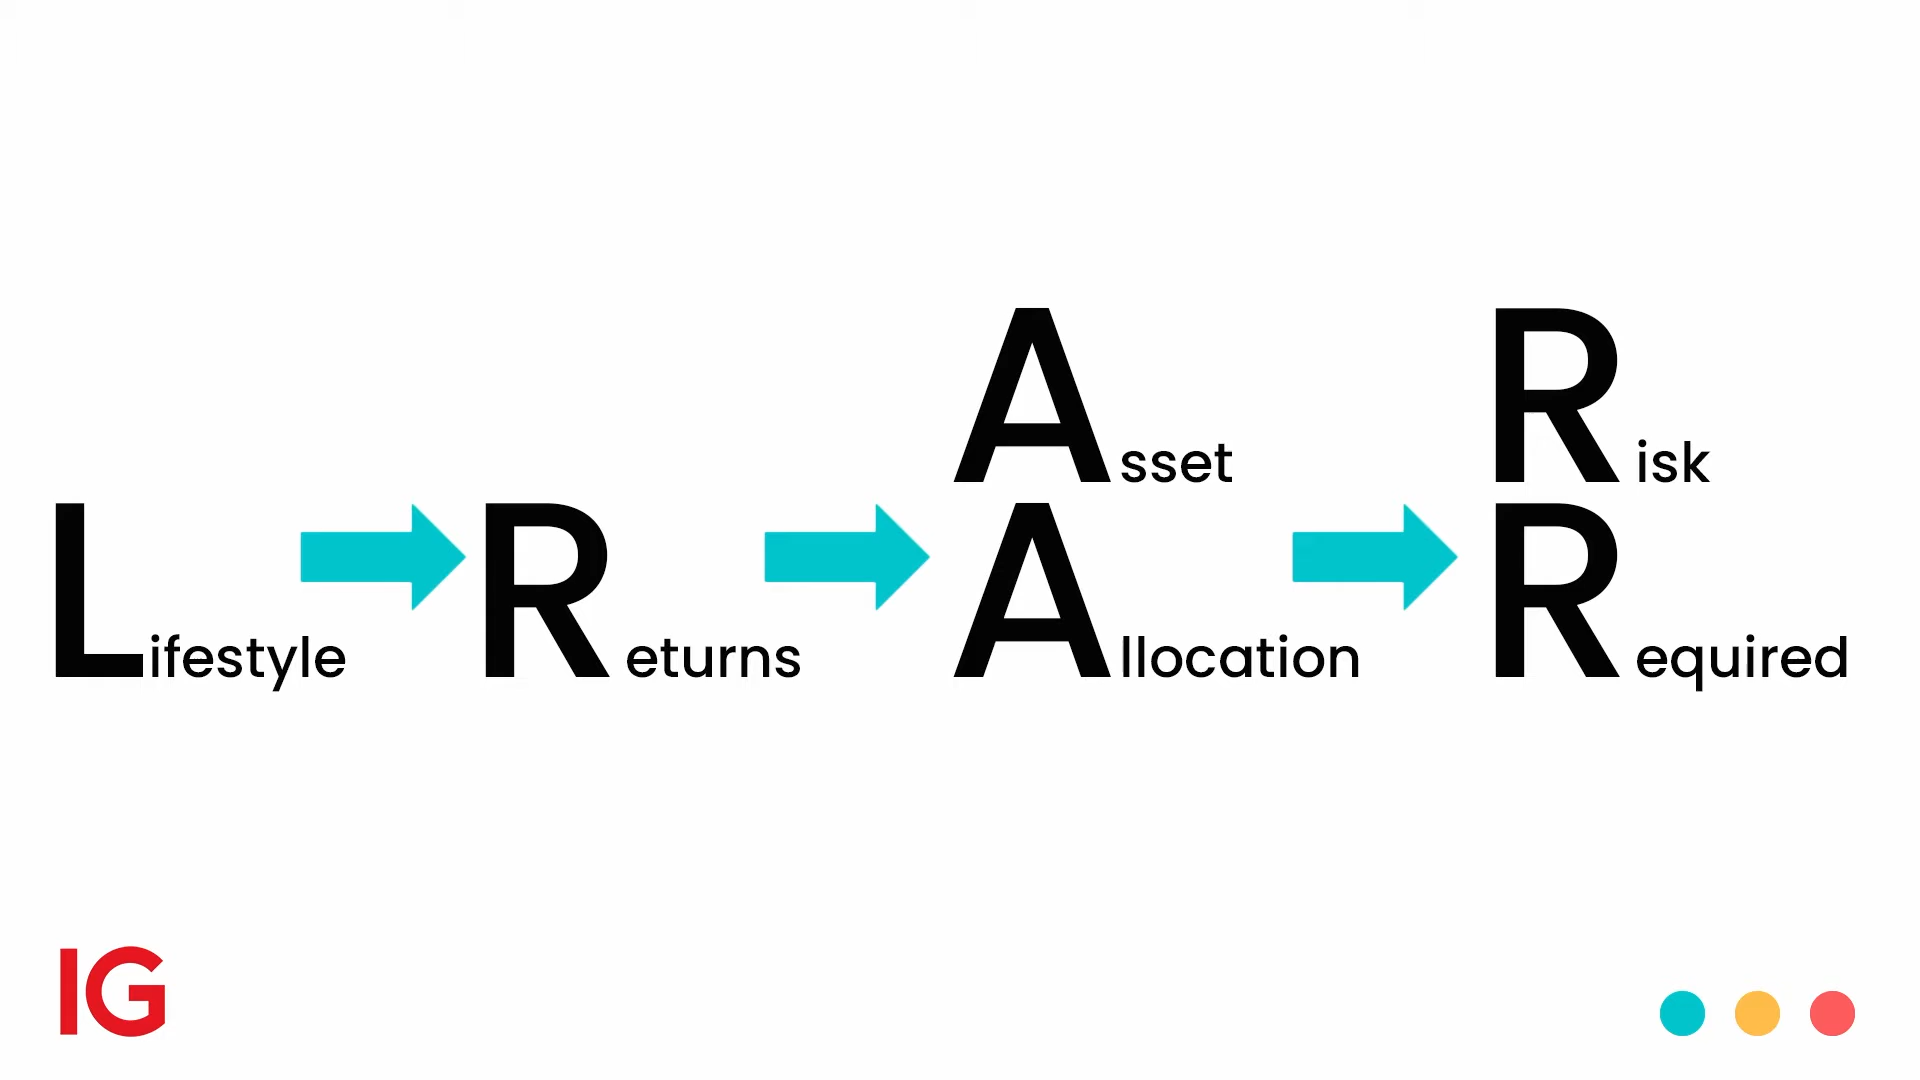 Lifestyle
Returns
Asset
Allocation
Risk
Required
IG